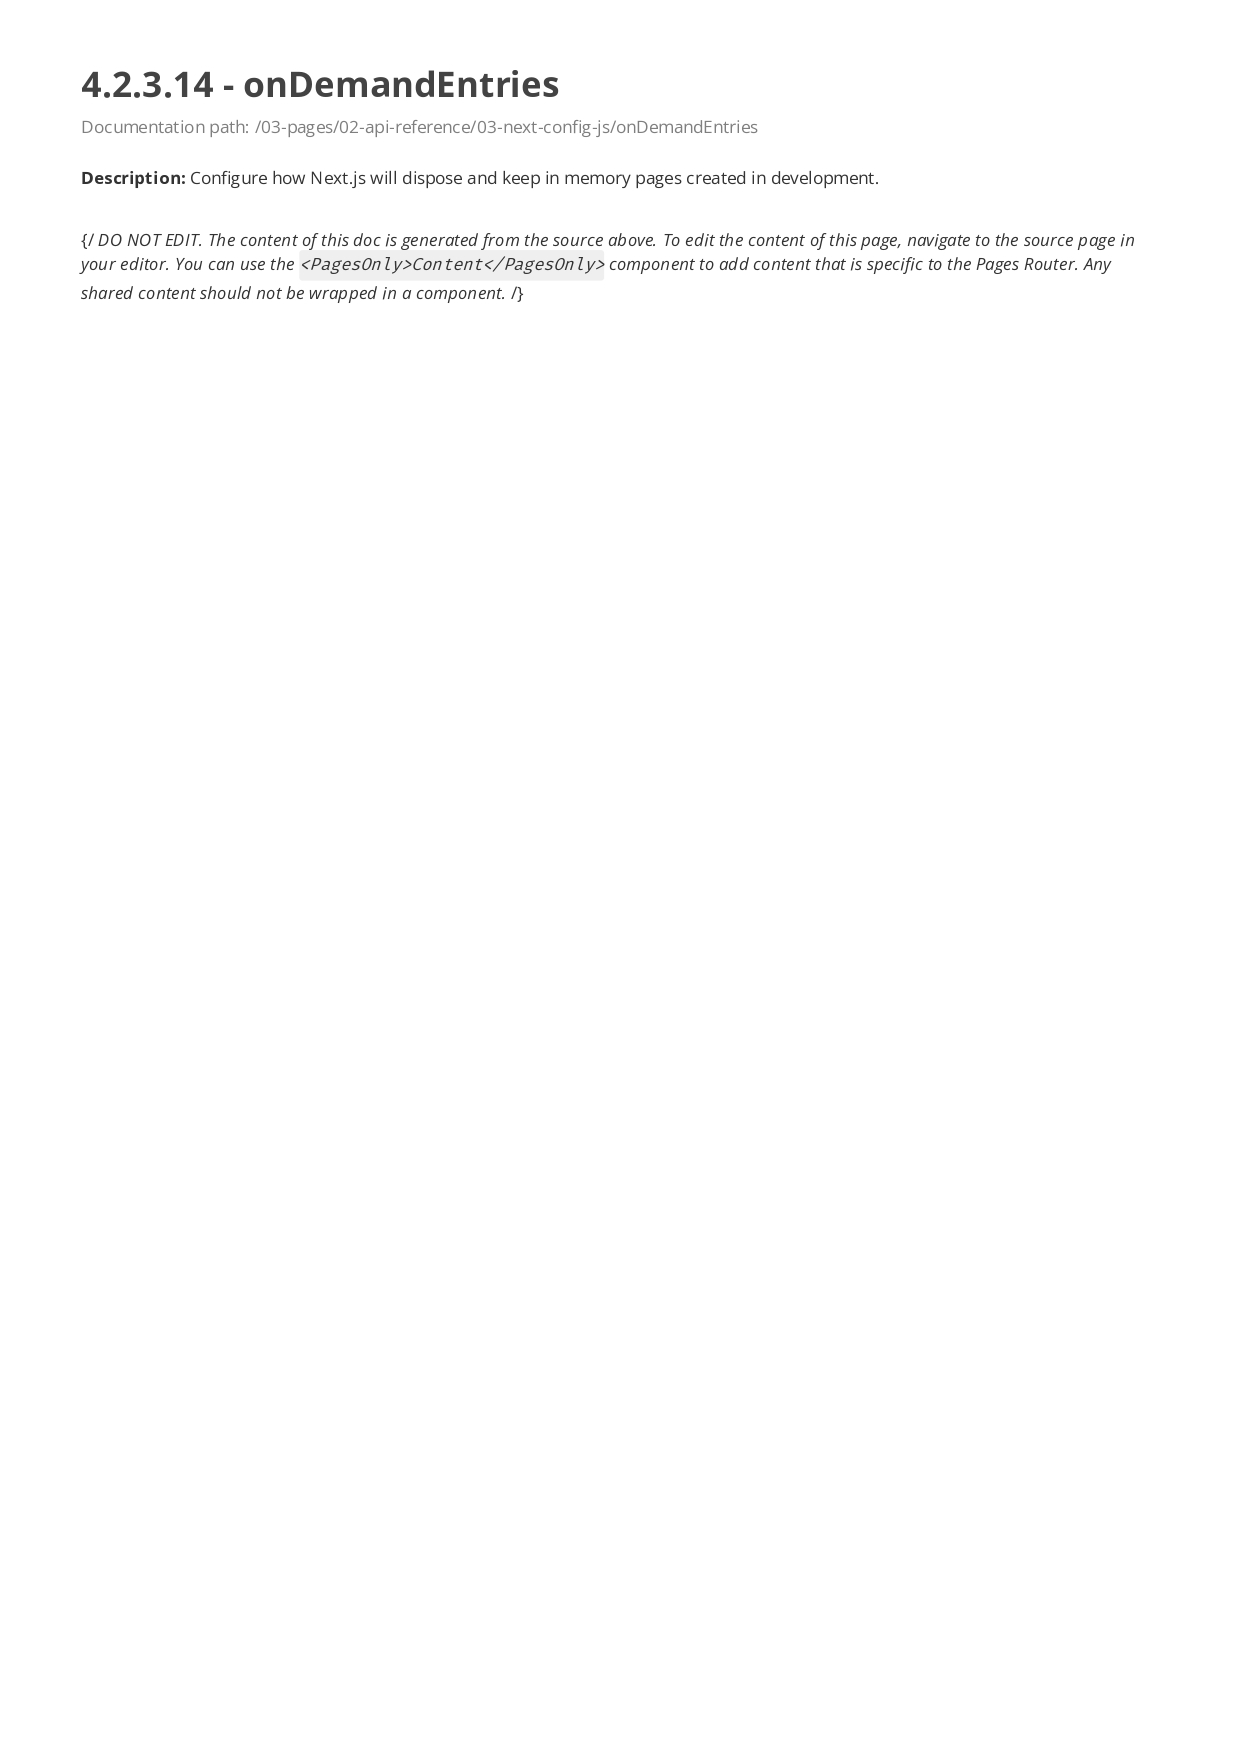 4.2.3.14 - onDemandEntries
Documentation path: /03-pages/02-api-reference/03-next-config-js/onDemandEntries
Description: Configure how Next.js will dispose and keep in memory pages created in development.
{/ DO NOT EDIT. The content of this doc is generated from the source above. To edit the content of this page, navigate to the source page in
your editor. You can use the <PagesOnly>Content</PagesOnly> component to add content that is specific to the Pages Router. Any
shared content should not be wrapped in a component. /}